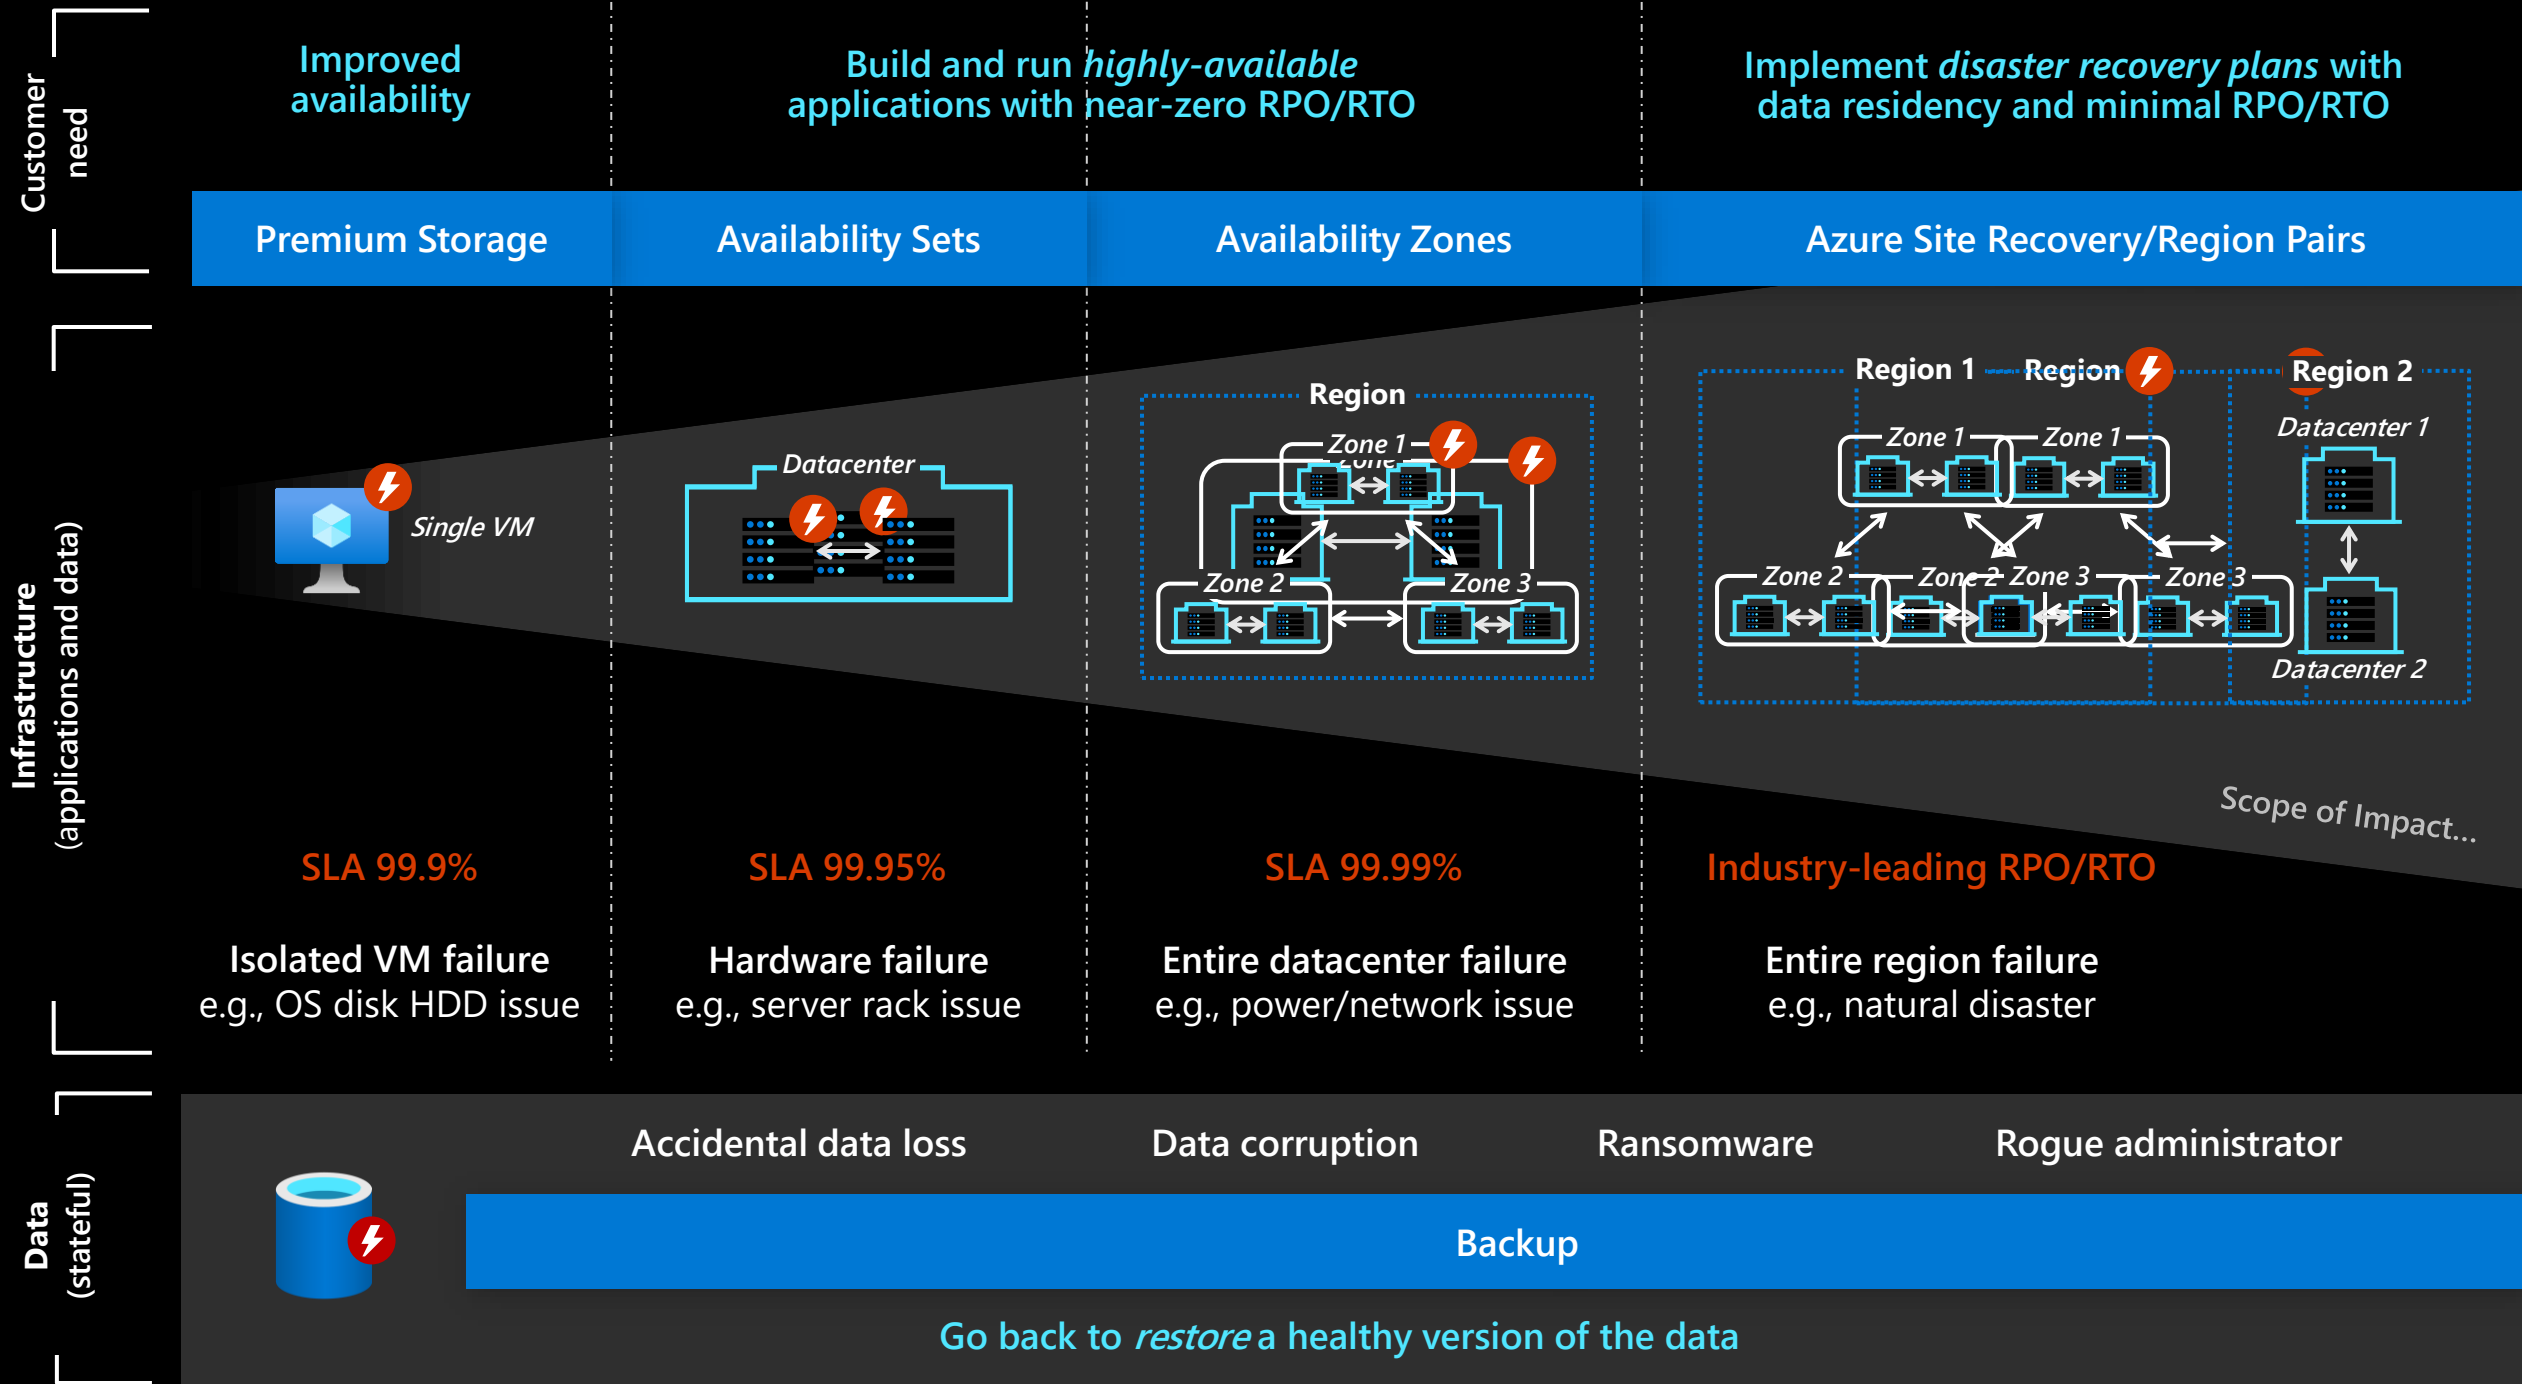 Customer
need
Improved
availability
Build and run highly-available
applications with near-zero RPO/RTO
Implement disaster recovery plans with
data residency and minimal RPO/RTO
Premium Storage
Availability Sets
Availability Zones
Azure Site Recovery/Region Pairs
Infrastructure
(applications and data)
Single VM
Datacenter
Region
Zone 1
Zone
Zone 2
Zone 3
Region 1
Region
Region 2
Zone 1
Zone 1
Zone 2
Zone 2
Zone 3
Zone 3
Datacenter 1
Datacenter 2
Scope of Impact...
SLA 99.9%
SLA 99.95%
SLA 99.99%
Industry-leading RPO/RTO
Isolated VM failure
e.g., OS disk HDD issue
Hardware failure
e.g., server rack issue
Entire datacenter failure
e.g., power/network issue
Entire region failure
e.g., natural disaster
Data
(stateful)
Accidental data loss
Data corruption
Ransomware
Rogue administrator
Backup
Go back to restore a healthy version of the data